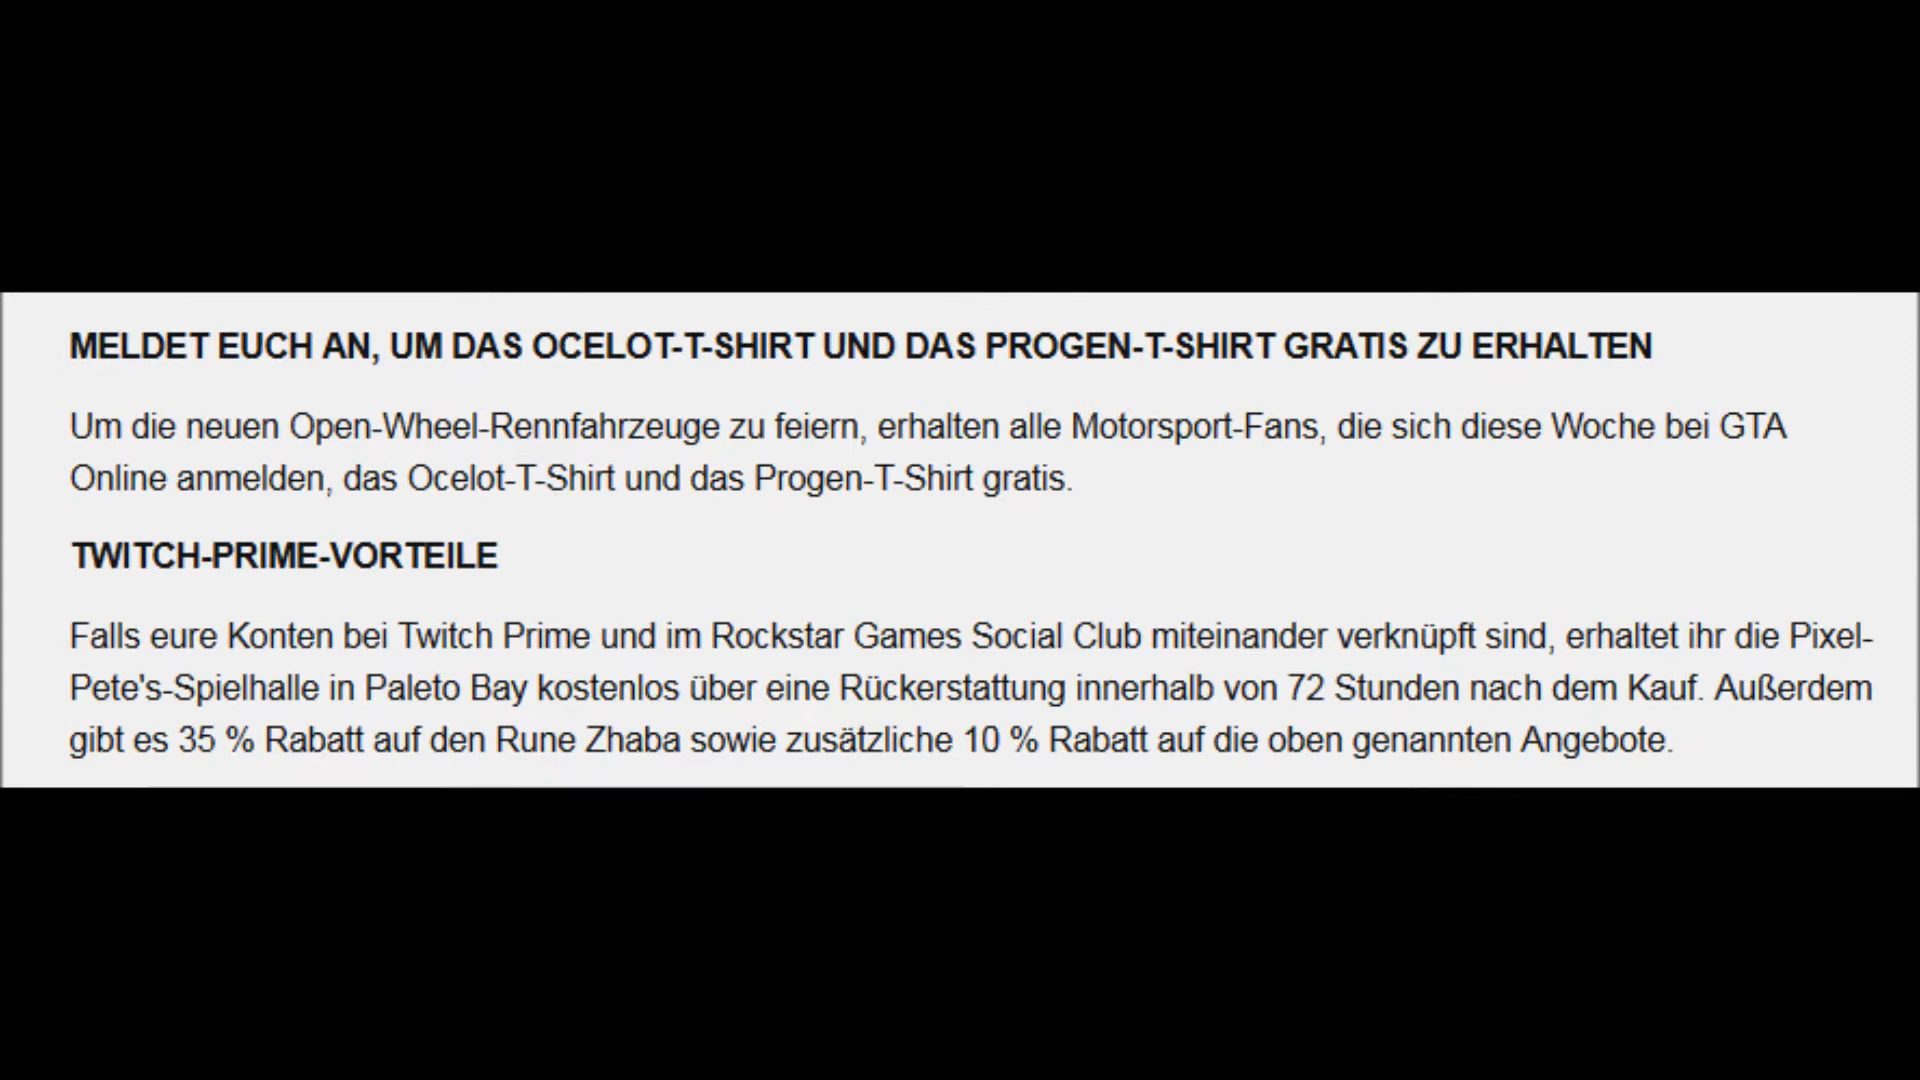 MELDET EUCH AN, UM DAS OCELOT-T-SHIRT UND DAS PROGEN-T-SHIRT GRATIS ZU ERHALTEN
Um die neuen Open-Wheel-Rennfahrzeuge zu feiern, erhalten alle Motorsport-Fans, die sich diese Woche bei GTA
Online anmelden, das Ocelot-T-Shirt und das Progen-T-Shirt gratis.
TWITCH-PRIME-VORTEILE
Falls eure Konten bei Twitch Prime und im Rockstar Games Social Club miteinander verknüpft sind, erhaltet ihr die Pixel-
Pete's-Spielhalle in Paleto Bay kostenlos über eine Rückerstattung innerhalb von 72 Stunden nach dem Kauf. Außerdem
gibt es 35 % Rabatt auf den Rune Zhaba sowie zusätzliche 10 % Rabatt auf die oben genannten Angebote.